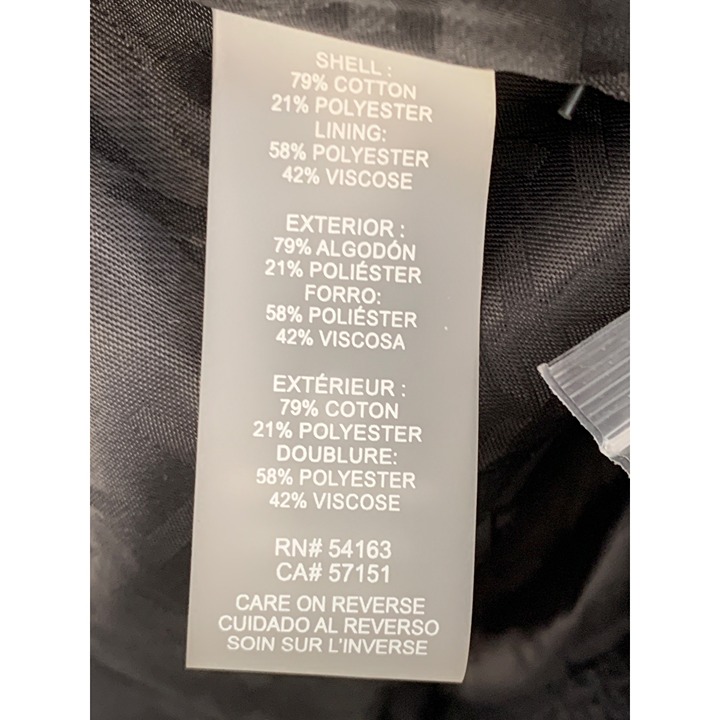 SHELL :
79% COTTON
21% POLYESTER
LINING:
58% POLYESTER
42% VISCOSE
EXTERIOR :
79% ALGODÓN
21% POLIÉSTER
FORRO:
58% POLIÉSTER
42% VISCOSA
EXTÉRIEUR :
79% COTON
21% POLYESTER
DOUBLURE:
58% POLYESTER
42% VISCOSE
RN# 54163
CA# 57151
CARE ON REVERSE
CUIDADO AL REVERSO
SOIN SUR L'INVERSE